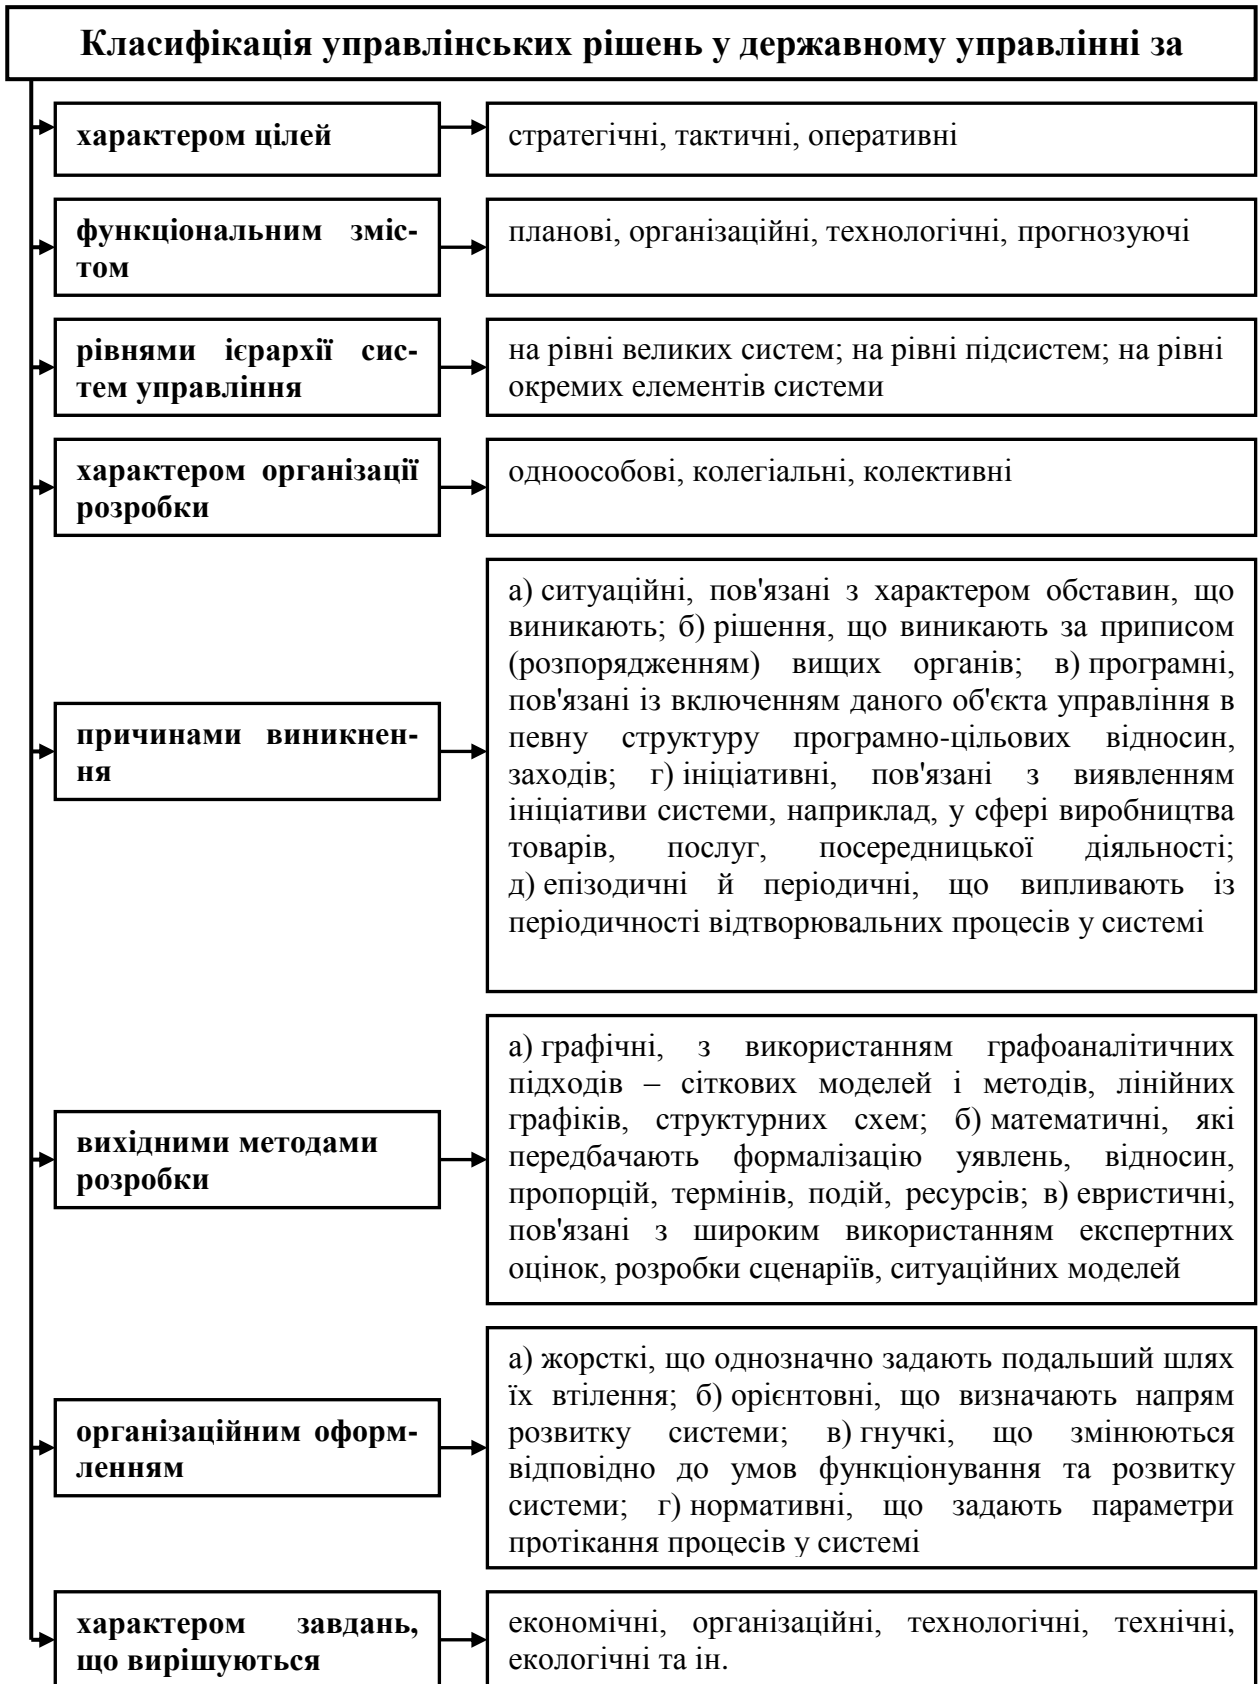 Класифікація управлінських рішень у державному управлінні за
характером цілей
стратегічні, тактичні, оперативні
функціональним зміс-
том
планові, організаційні, технологічні, прогнозуючі
рівнями ієрархії сис-
тем управління
на рівні великих систем; на рівні підсистем; на рівні
окремих елементів системи
характером організації
розробки
одноособові, колегіальні, колективні
причинами виникнен-
ня
а) ситуаційні, пов'язані з характером обставин, що
виникають; б) рішення, що виникають за приписом
(розпорядженням) вищих органів; в) програмні,
пов'язані із включенням даного об'єкта управління в
певну структуру програмно-цільових відносин,
заходів; г) ініціативні, пов'язані з виявленням
ініціативи системи, наприклад, у сфері виробництва
товарів, послуг, посередницької діяльності;
д) епізодичні й періодичні, що випливають із
періодичності відтворювальних процесів у системі
вихідними методами
розробки
а) графічні, з використанням графоаналітичних
підходів – сіткових моделей і методів, лінійних
графіків, структурних схем; б) математичні, які
передбачають формалізацію уявлень, відносин,
пропорцій, термінів, подій, ресурсів; в) евристичні,
пов'язані з широким використанням експертних
оцінок, розробки сценаріїв, ситуаційних моделей
організаційним оформ-
ленням
а) жорсткі, що однозначно задають подальший шлях
їх втілення; б) орієнтовні, що визначають напрям
розвитку системи; в) гнучкі, що змінюються
відповідно до умов функціонування та розвитку
системи; г) нормативні, що задають параметри
протікання процесів у системі
характером завдань,
що вирішуються
економічні, організаційні, технологічні, технічні,
екологічні та ін.